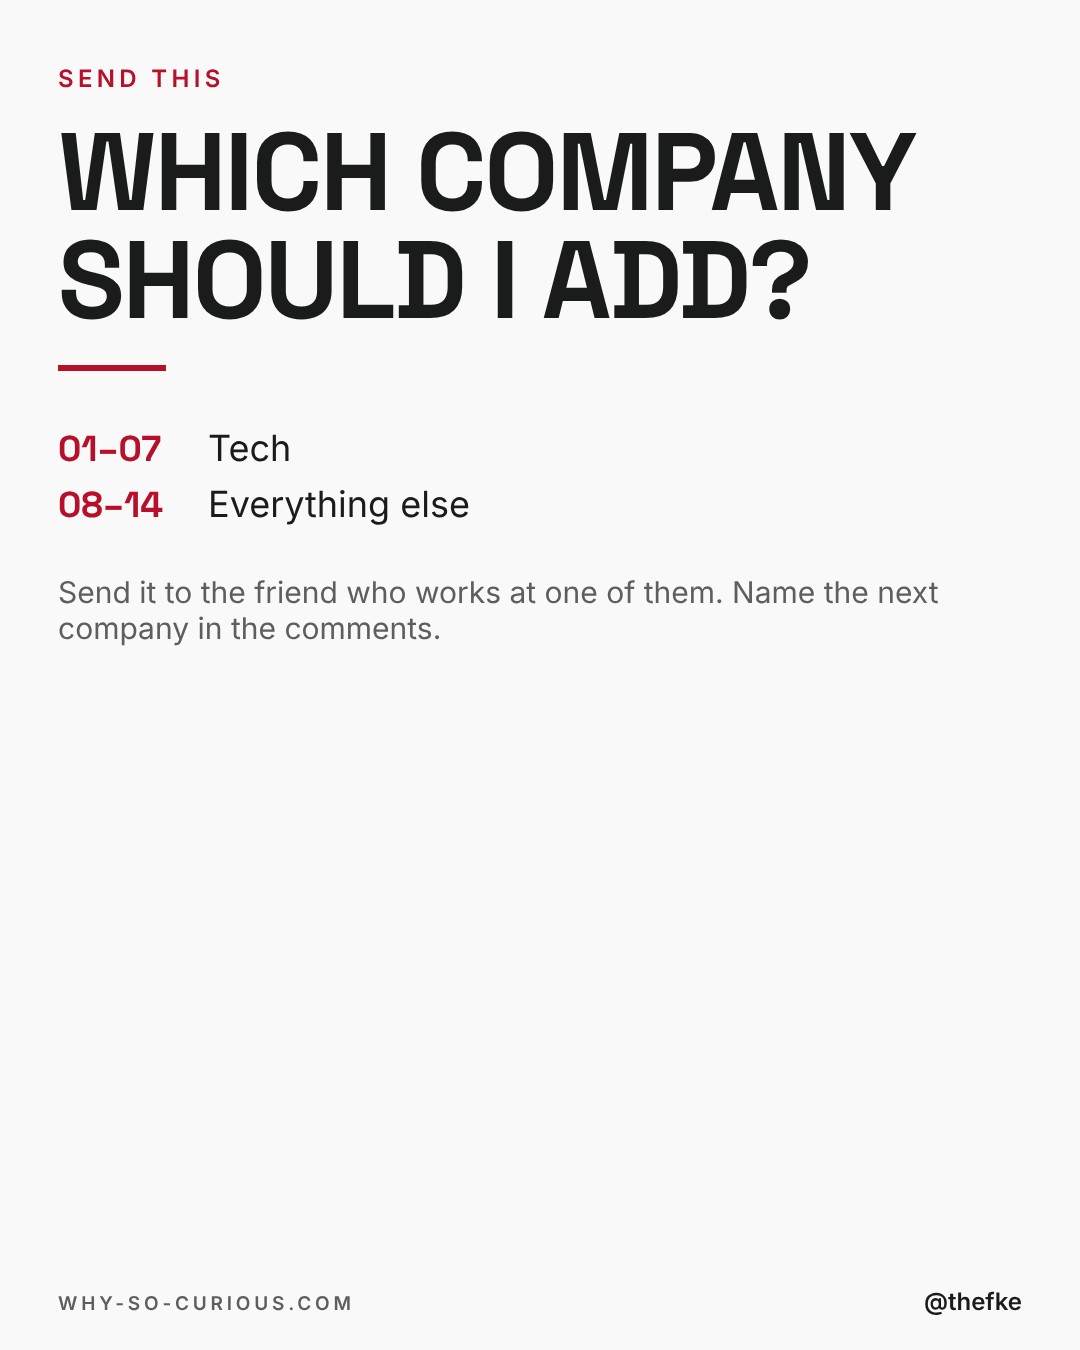 SEND THIS
WHICH COMPANY
SHOULD I ADD?
01–07 Tech
08–14 Everything else
Send it to the friend who works at one of them. Name the next
company in the comments.
WHY-SO-CURIOUS.COM @thefke